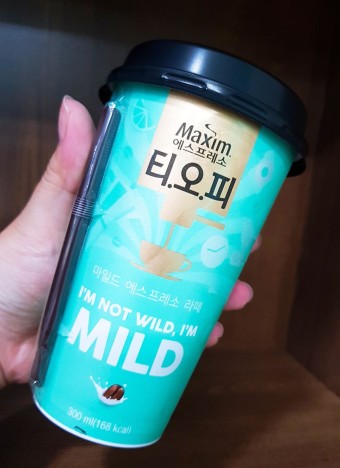 Maxim
에스프레소
티.오.피
마일드 에스프레소 라떼
I'M NOT WILD, I'M
MILD
300 ml(168 kcal)